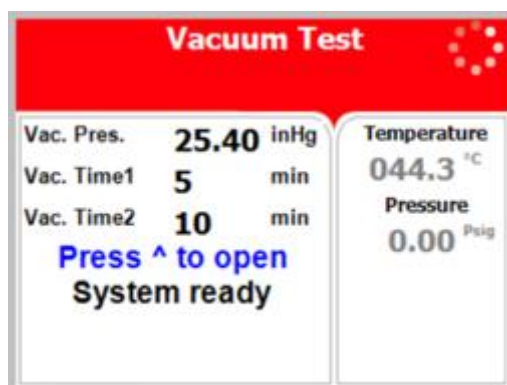 Vacuum Test
Vac. Pres. 25.40 inHg
Vac. Time1 5 min
Vac. Time2 10 min
Press ^ to open
System ready
Temperature
044.3 °C
Pressure
0.00 Psig